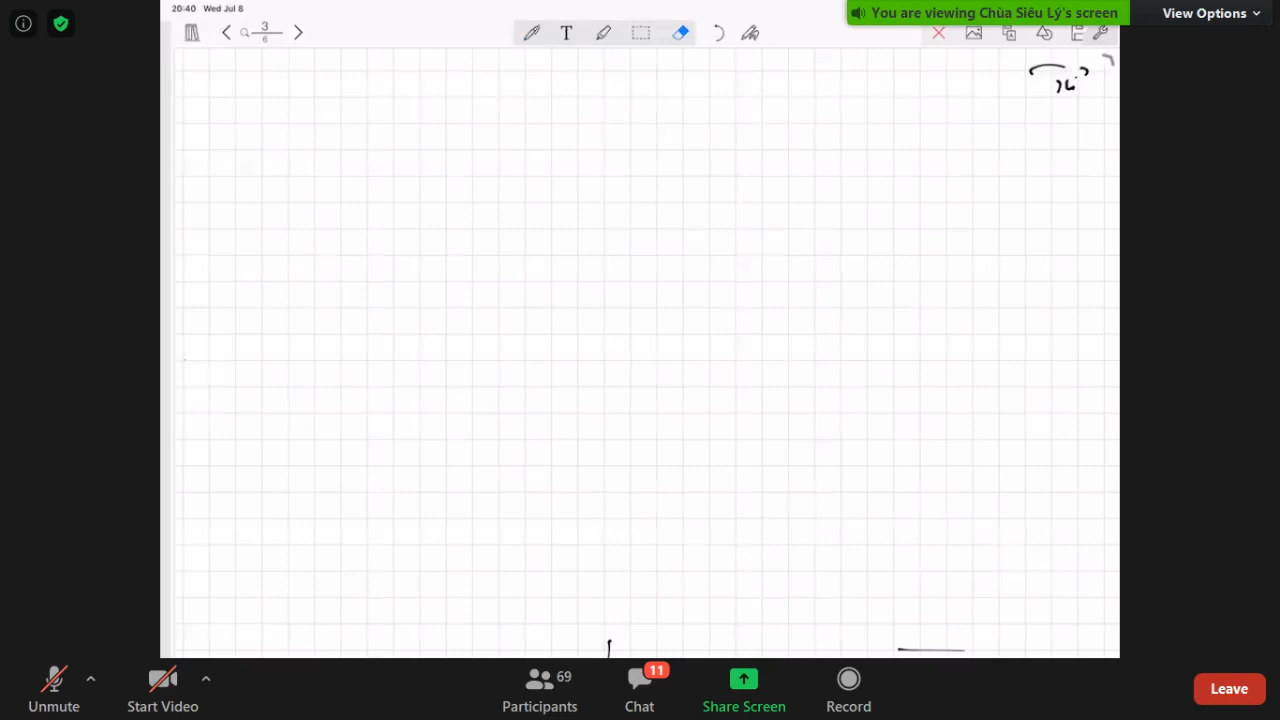 20:40 Wed Jul 8
You are viewing Chùa Siêu Lý's screen
View Options
3
6
T
69
11
Unmute
Start Video
Participants
Chat
Share Screen
Record
Leave